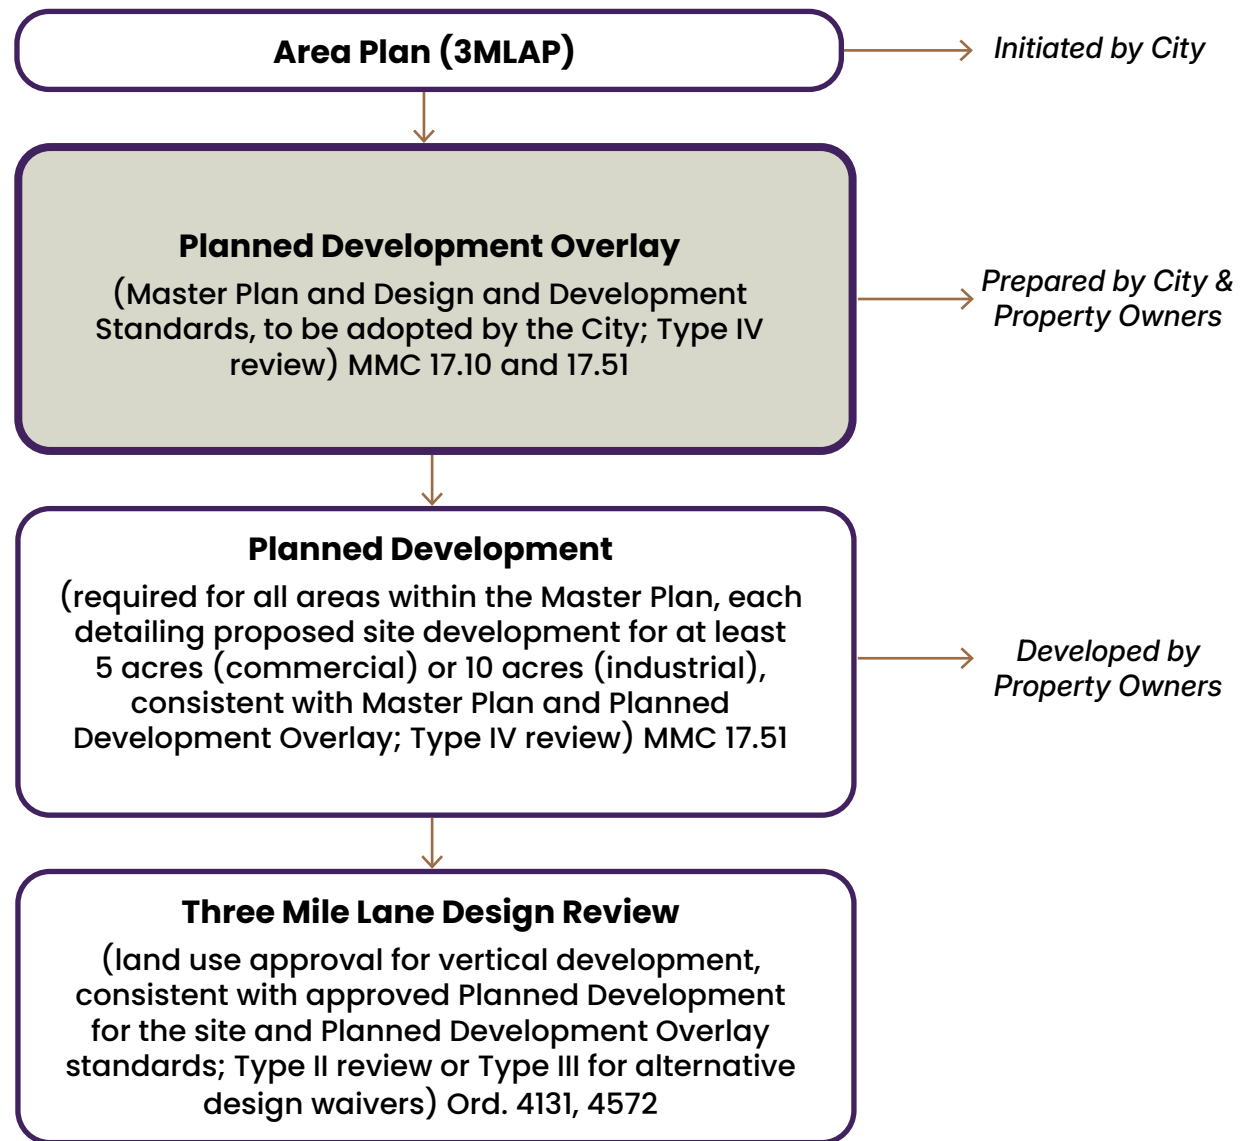 Area Plan (3MLAP)
Initiated by City
Planned Development Overlay
(Master Plan and Design and Development
Standards, to be adopted by the City; Type IV
review) MMC 17.10 and 17.51
Prepared by City &
Property Owners
Planned Development
(required for all areas within the Master Plan, each
detailing proposed site development for at least
5 acres (commercial) or 10 acres (industrial),
consistent with Master Plan and Planned
Development Overlay; Type IV review) MMC 17.51
Developed by
Property Owners
Three Mile Lane Design Review
(land use approval for vertical development,
consistent with approved Planned Development
for the site and Planned Development Overlay
standards; Type II review or Type III for alternative
design waivers) Ord. 4131, 4572